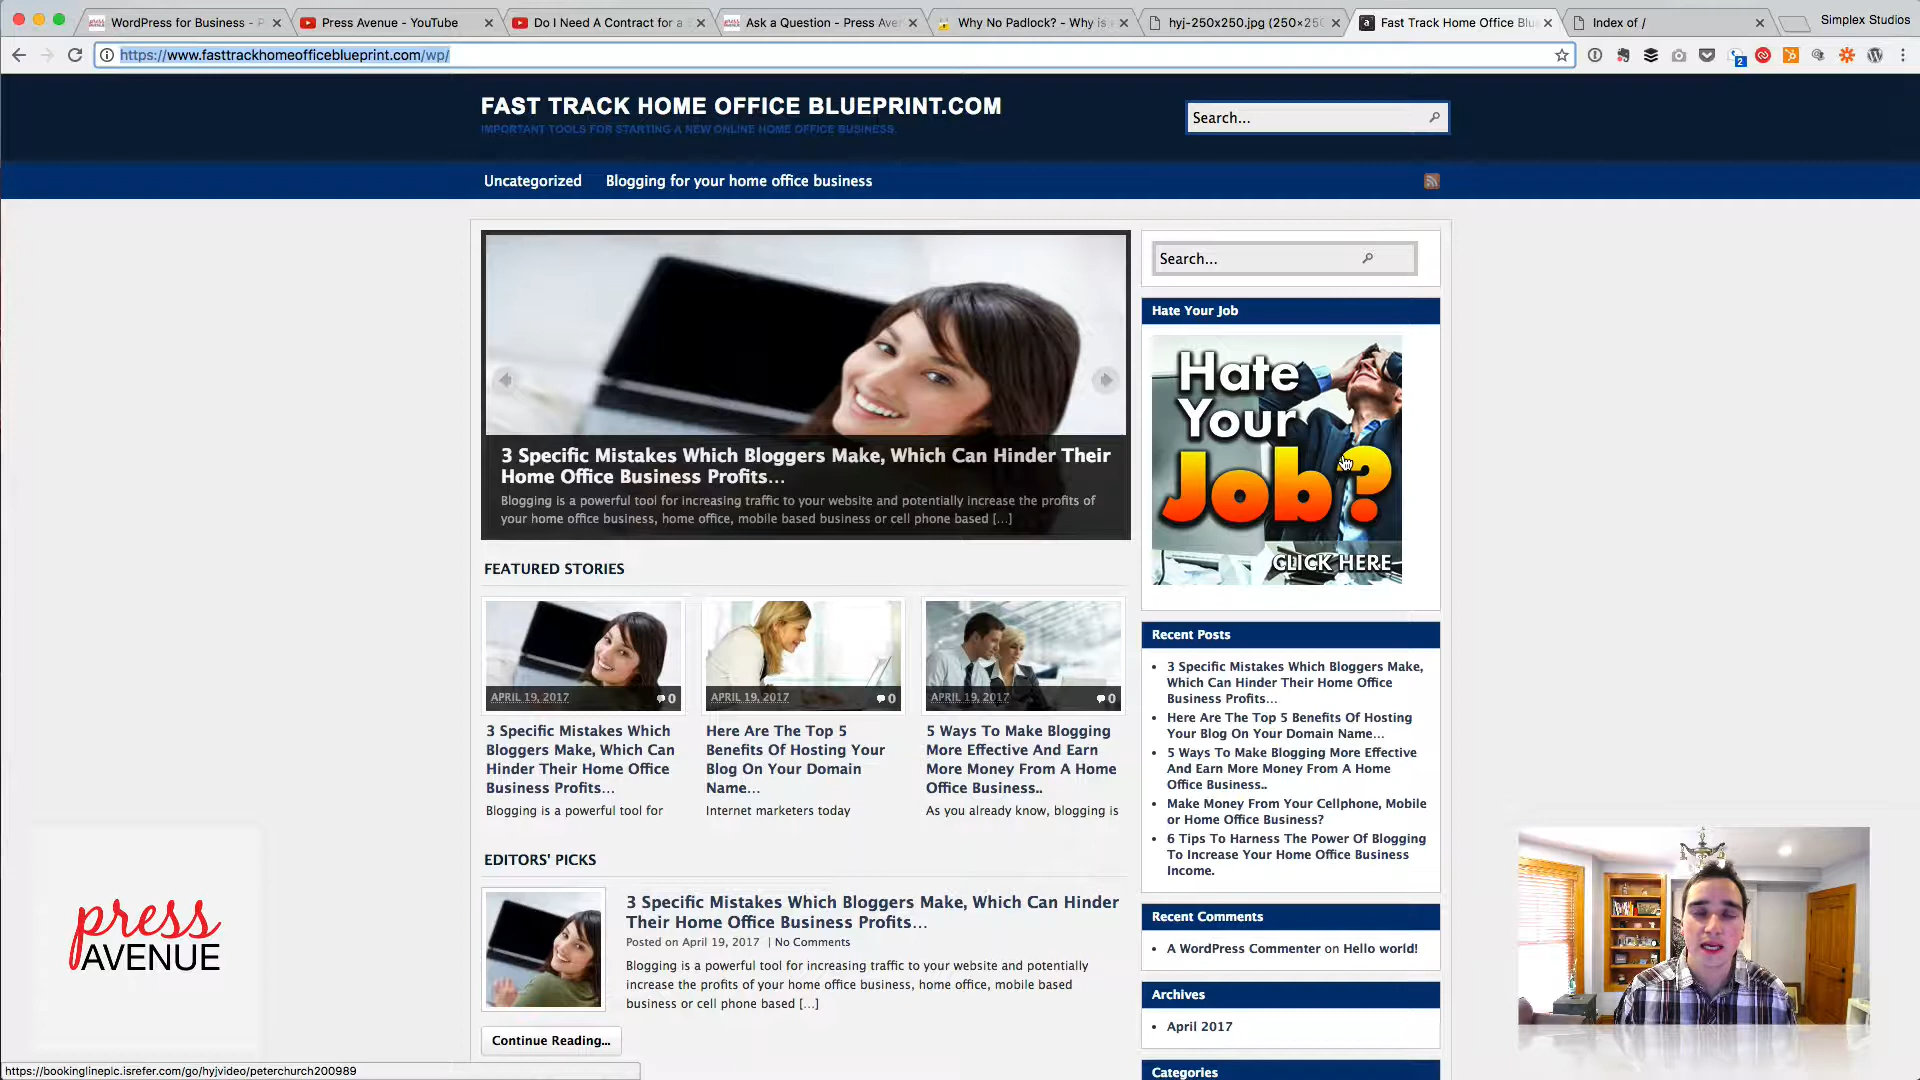 WordPress for Business - P
Press Avenue - YouTube
Do I Need A Contract for a
Ask a Question - Press Aven
Why No Padlock? - Why is
hyj-250x250.jpg (250×250
Fast Track Home Office Blu
Index of /
Simplex Studios
https://www.fasttrackhomeofficeblueprint.com/wp/
2
FAST TRACK HOME OFFICE BLUEPRINT.COM
IMPORTANT TOOLS FOR STARTING A NEW ONLINE HOME OFFICE BUSINESS.
Search...
Uncategorized
Blogging for your home office business
3 Specific Mistakes Which Bloggers Make, Which Can Hinder Their
Home Office Business Profits...
Blogging is a powerful tool for increasing traffic to your website and potentially increase the profits of
your home office business, home office, mobile based business or cell phone based [...]
Search...
Hate Your Job
Hate
Your
Job?
CLICK HERE
FEATURED STORIES
APRIL 19, 2017
0
3 Specific Mistakes Which
Bloggers Make, Which Can
Hinder Their Home Office
Business Profits...
Blogging is a powerful tool for
APRIL 19, 2017
0
Here Are The Top 5
Benefits Of Hosting Your
Blog On Your Domain
Name...
Internet marketers today
APRIL 19, 2017
0
5 Ways To Make Blogging
More Effective And Earn
More Money From A Home
Office Business..
As you already know, blogging is
Recent Posts
3 Specific Mistakes Which Bloggers Make,
Which Can Hinder Their Home Office
Business Profits...
Here Are The Top 5 Benefits Of Hosting
Your Blog On Your Domain Name...
5 Ways To Make Blogging More Effective
And Earn More Money From A Home
Office Business..
Make Money From Your Cellphone, Mobile
or Home Office Business?
6 Tips To Harness The Power Of Blogging
To Increase Your Home Office Business
Income.
EDITORS' PICKS
3 Specific Mistakes Which Bloggers Make, Which Can Hinder
Their Home Office Business Profits...
Posted on April 19, 2017 | No Comments
Blogging is a powerful tool for increasing traffic to your website and potentially
increase the profits of your home office business, home office, mobile based
business or cell phone based [...]
Continue Reading...
Recent Comments
A WordPress Commenter on Hello world!
Archives
April 2017
Categories
press
AVENUE
https://bookinglineplc.isrefer.com/go/hyjvideo/peterchurch200989